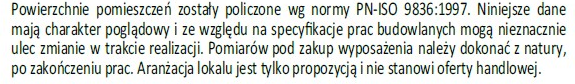 Powierzchnie pomieszczeń zostały policzone wg normy PN-ISO 9836:1997. Niniejsze dane
mają charakter poglądowy i ze względu na specyfikacje prac budowlanych mogą nieznacznie
ulec zmianie w trakcie realizacji. Pomiarów pod zakup wyposażenia należy dokonać z natury,
po zakończeniu prac. Aranżacja lokalu jest tylko propozycją i nie stanowi oferty handlowej.